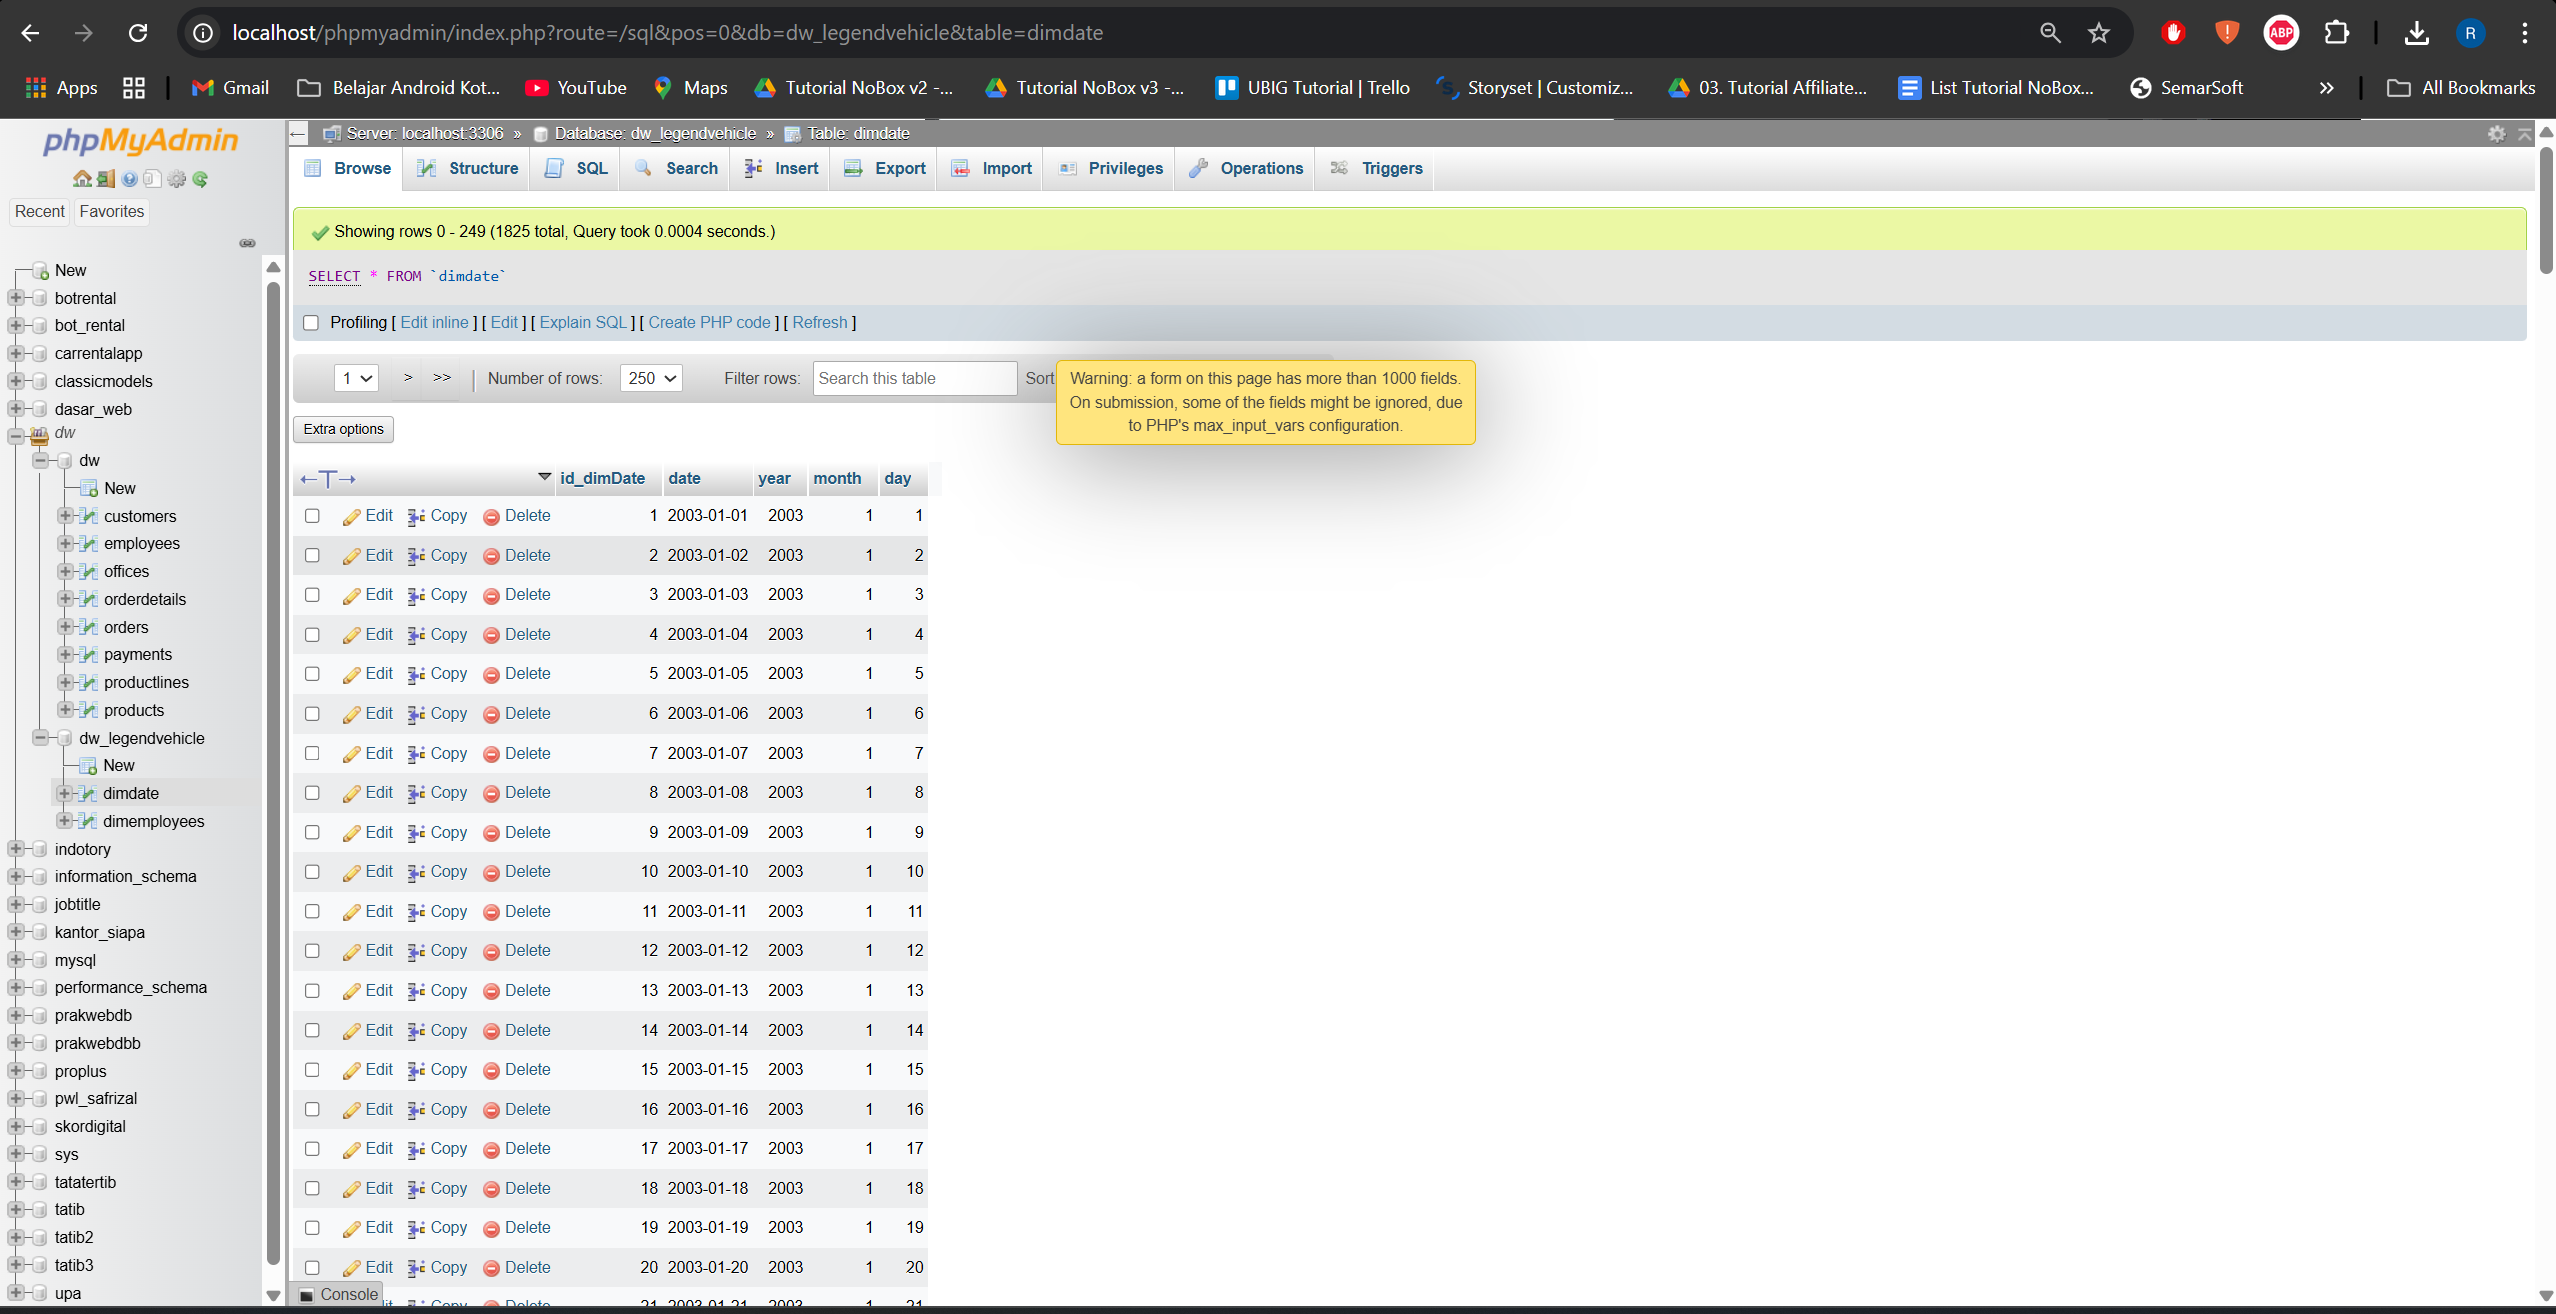 localhost/phpmyadmin/index.php?route=/sql&pos=0&db=dw_legendvehicle&table=dimdate
ABP
R
Apps
Gmail
Belajar Android Kot...
YouTube
Maps
Tutorial NoBox v2 -...
Tutorial NoBox v3 -...
UBIG Tutorial | Trello
Storyset | Customiz...
03. Tutorial Affiliate...
List Tutorial NoBox...
SemarSoft
»
All Bookmarks
phpMyAdmin
Recent
Favorites
New
botrental
bot_rental
carrentalapp
classicmodels
dasar_web
dw
dw
New
customers
employees
offices
orderdetails
orders
payments
productlines
products
dw_legendvehicle
New
dimdate
dimemployees
indotory
information_schema
jobtitle
kantor_siapa
mysql
performance_schema
prakwebdb
prakwebdbb
proplus
pwl_safrizal
skordigital
sys
tatatertib
tatib
tatib2
tatib3
upa
Server: localhost:3306 » Database: dw_legendvehicle » Table: dimdate
Browse Structure SQL Search Insert Export Import Privileges Operations Triggers
Showing rows 0 - 249 (1825 total, Query took 0.0004 seconds.)
SELECT * FROM `dimdate`
Profiling [ Edit inline ] [ Edit ] [ Explain SQL ] [ Create PHP code ] [ Refresh ]
1 > >> | Number of rows: 250 Filter rows: Search this table Sort
Warning: a form on this page has more than 1000 fields.
On submission, some of the fields might be ignored, due
to PHP's max_input_vars configuration.
Extra options
←T→ id_dimDate date year month day
Edit Copy Delete 1 2003-01-01 2003 1 1
Edit Copy Delete 2 2003-01-02 2003 1 2
Edit Copy Delete 3 2003-01-03 2003 1 3
Edit Copy Delete 4 2003-01-04 2003 1 4
Edit Copy Delete 5 2003-01-05 2003 1 5
Edit Copy Delete 6 2003-01-06 2003 1 6
Edit Copy Delete 7 2003-01-07 2003 1 7
Edit Copy Delete 8 2003-01-08 2003 1 8
Edit Copy Delete 9 2003-01-09 2003 1 9
Edit Copy Delete 10 2003-01-10 2003 1 10
Edit Copy Delete 11 2003-01-11 2003 1 11
Edit Copy Delete 12 2003-01-12 2003 1 12
Edit Copy Delete 13 2003-01-13 2003 1 13
Edit Copy Delete 14 2003-01-14 2003 1 14
Edit Copy Delete 15 2003-01-15 2003 1 15
Edit Copy Delete 16 2003-01-16 2003 1 16
Edit Copy Delete 17 2003-01-17 2003 1 17
Edit Copy Delete 18 2003-01-18 2003 1 18
Edit Copy Delete 19 2003-01-19 2003 1 19
Edit Copy Delete 20 2003-01-20 2003 1 20
Console